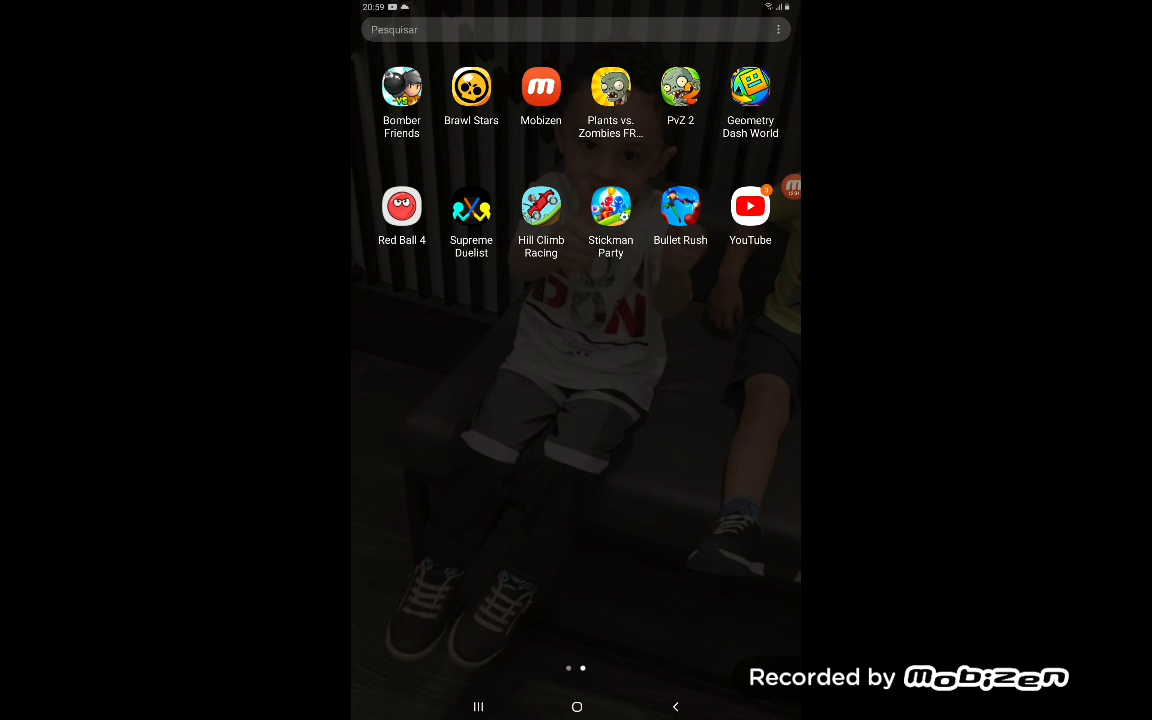 20:59
Pesquisar
Bomber Friends
Brawl Stars
Mobizen
Plants vs. Zombies FR...
PvZ 2
Geometry Dash World
Red Ball 4
Supreme Duelist
Hill Climb Racing
Stickman Party
Bullet Rush
3
YouTube
Recorded by mobizen